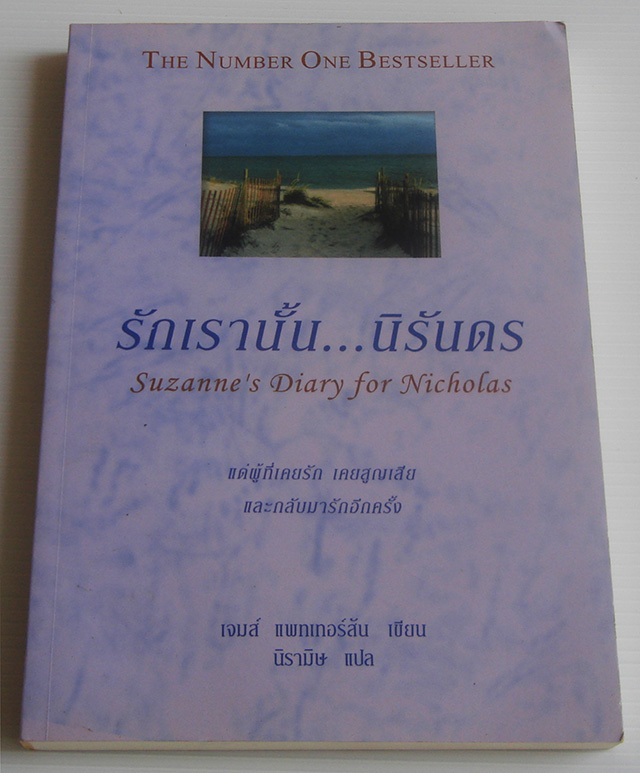 THE NUMBER ONE BESTSELLER
รักเรานั้น...นิรันดร
Suzanne's Diary for Nicholas
แด่ผู้ที่เคยรัก เคยสูญเสีย
และกลับมารักอีกครั้ง
เจมส์ แพทเทอร์สัน เขียน
นิรามิษ แปล